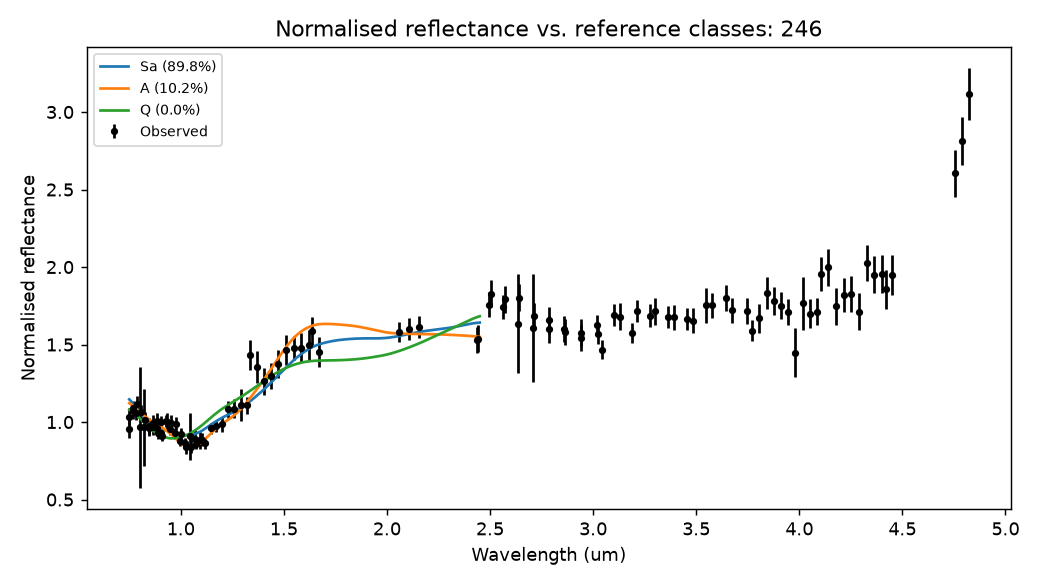 Normalised reflectance vs. reference classes: 246
Sa (89.8%)
A (10.2%)
Q (0.0%)
Observed
Normalised reflectance
3.0
2.5
2.0
1.5
1.0
0.5
1.0 1.5 2.0 2.5 3.0 3.5 4.0 4.5 5.0
Wavelength (um)